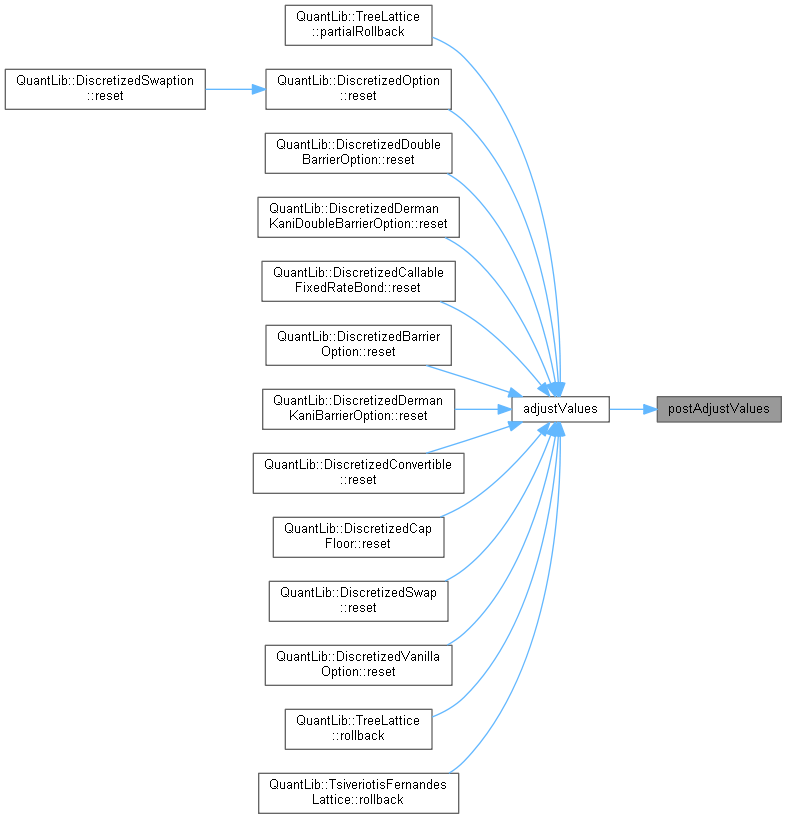 QuantLib::TreeLattice
::partialRollback
QuantLib::DiscretizedSwaption
::reset
QuantLib::DiscretizedOption
::reset
QuantLib::DiscretizedDouble
BarrierOption::reset
QuantLib::DiscretizedDerman
KaniDoubleBarrierOption::reset
QuantLib::DiscretizedCallable
FixedRateBond::reset
QuantLib::DiscretizedBarrier
Option::reset
QuantLib::DiscretizedDerman
KaniBarrierOption::reset
adjustValues
postAdjustValues
QuantLib::DiscretizedConvertible
::reset
QuantLib::DiscretizedCap
Floor::reset
QuantLib::DiscretizedSwap
::reset
QuantLib::DiscretizedVanilla
Option::reset
QuantLib::TreeLattice
::rollback
QuantLib::TsiveriotisFernandes
Lattice::rollback